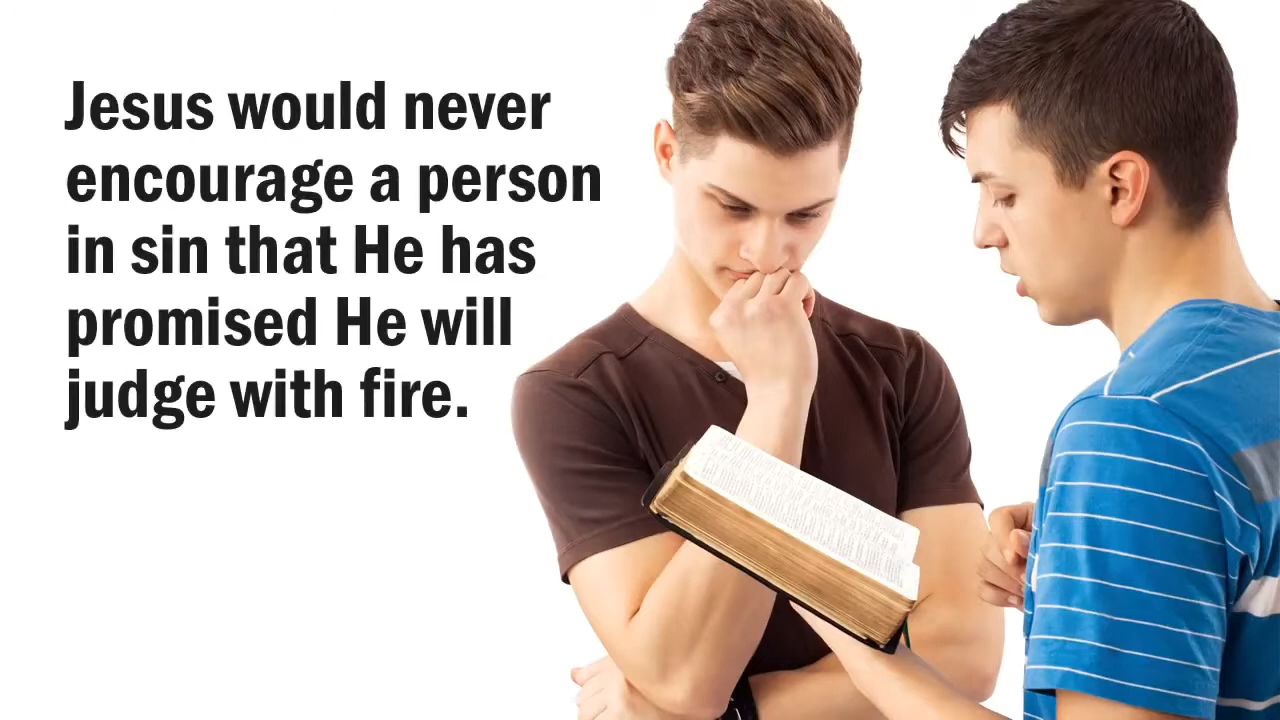 Jesus would never
encourage a person
in sin that He has
promised He will
judge with fire.